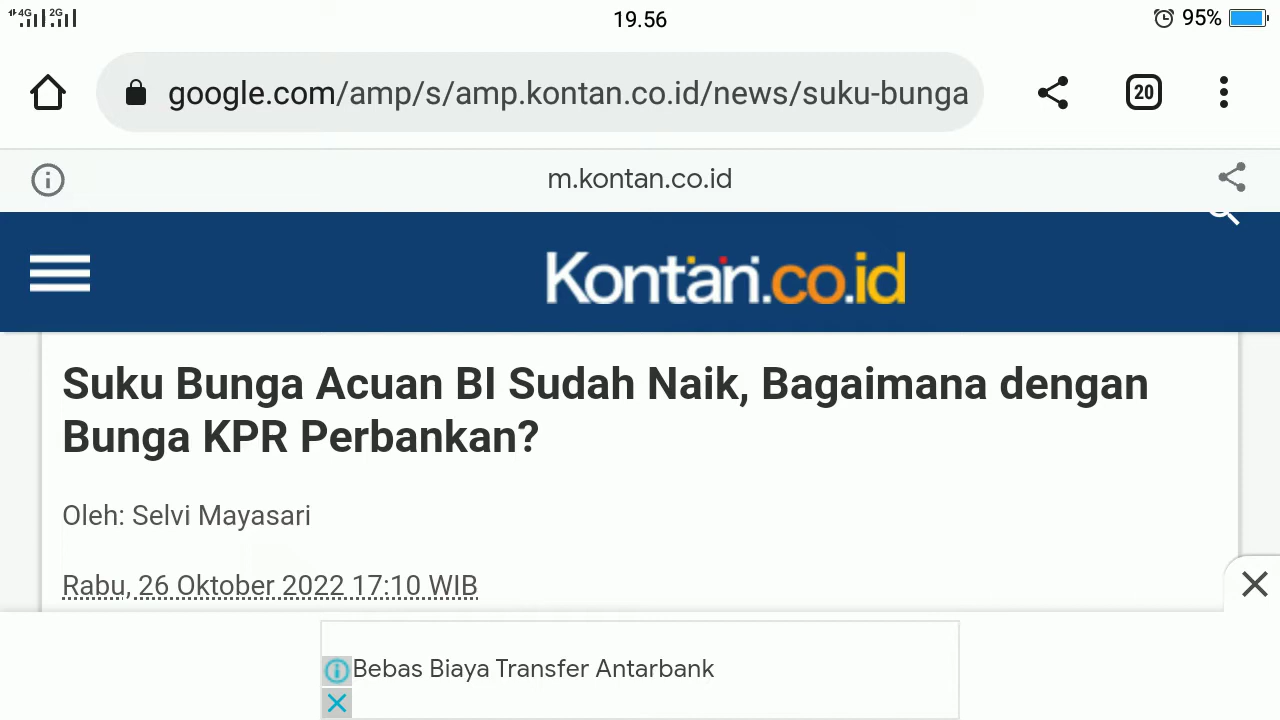 4G 2G 19.56 95%
google.com/amp/s/amp.kontan.co.id/news/suku-bunga 20
m.kontan.co.id
Kontan.co.id
Suku Bunga Acuan BI Sudah Naik, Bagaimana dengan
Bunga KPR Perbankan?
Oleh: Selvi Mayasari
Rabu, 26 Oktober 2022 17:10 WIB
Bebas Biaya Transfer Antarbank